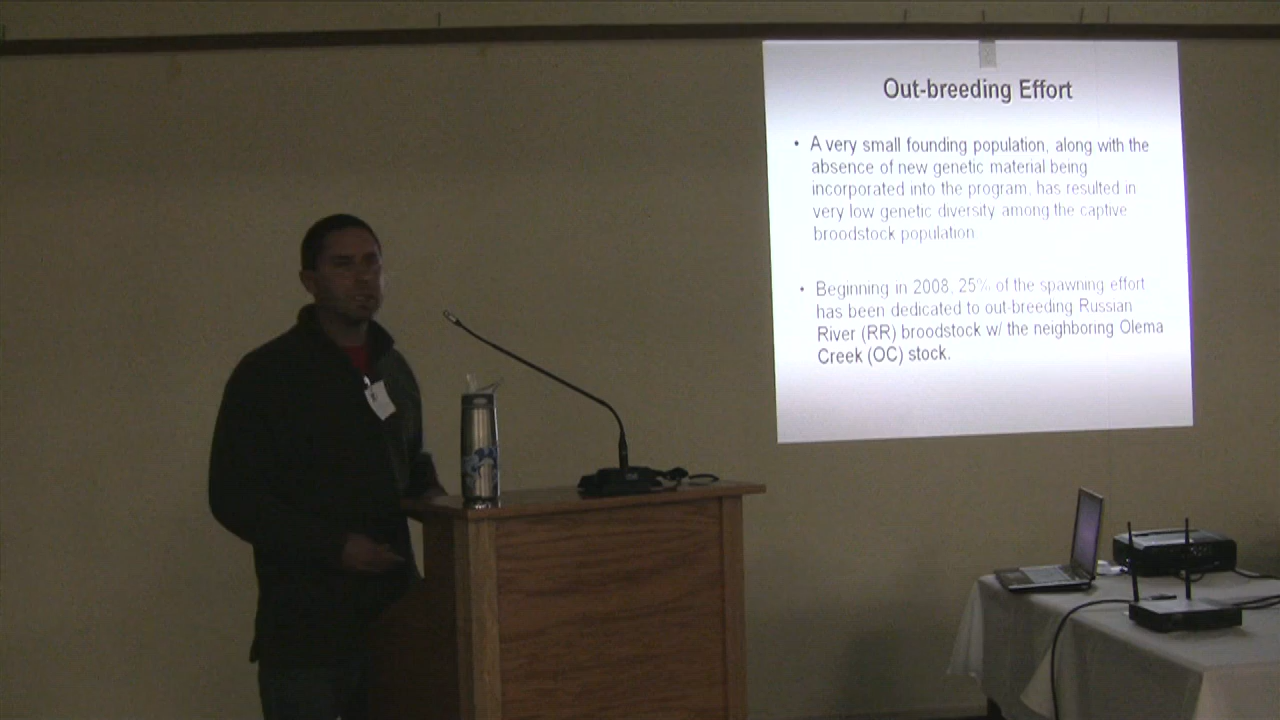 Out-breeding Effort
• A very small founding population, along with the
absence of new genetic material being
incorporated into the program, has resulted in
very low genetic diversity among the captive
broodstock population.
• Beginning in 2008, 25% of the spawning effort
has been dedicated to out-breeding Russian
River (RR) broodstock w/ the neighboring Olema
Creek (OC) stock.